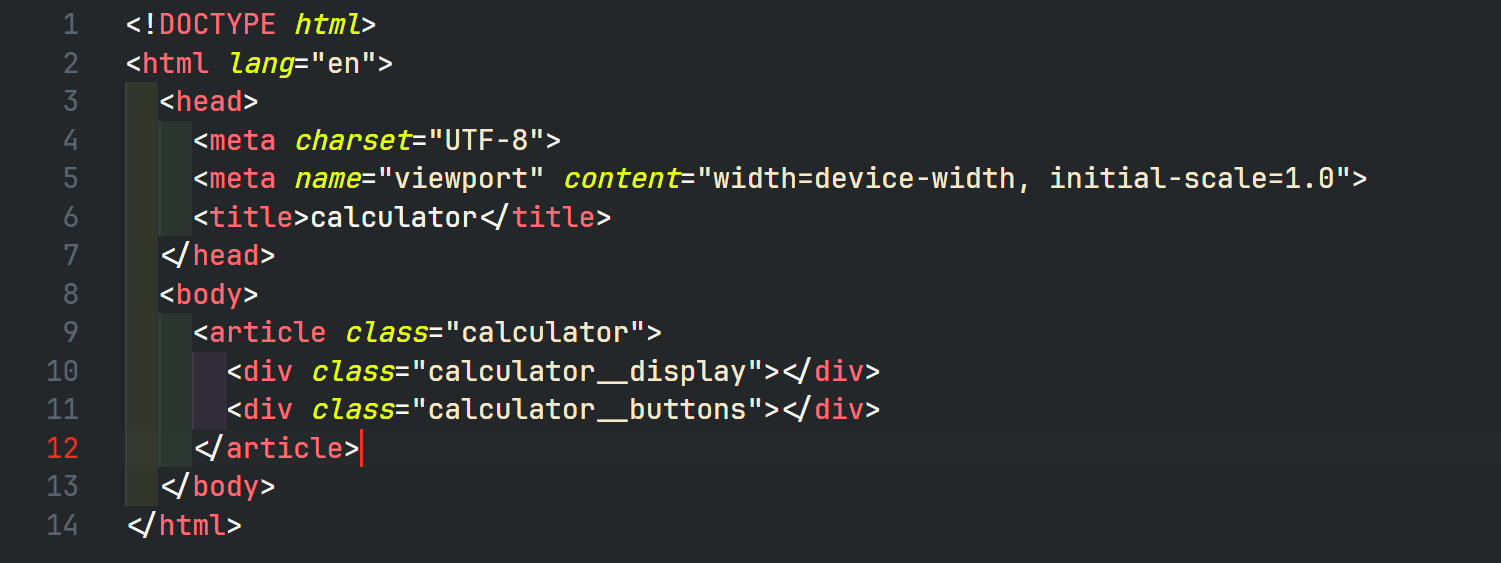 1 <!DOCTYPE html>
2 <html lang="en">
3   <head>
4     <meta charset="UTF-8">
5     <meta name="viewport" content="width=device-width, initial-scale=1.0">
6     <title>calculator</title>
7   </head>
8   <body>
9     <article class="calculator">
10       <div class="calculator__display"></div>
11       <div class="calculator__buttons"></div>
12     </article>
13   </body>
14 </html>